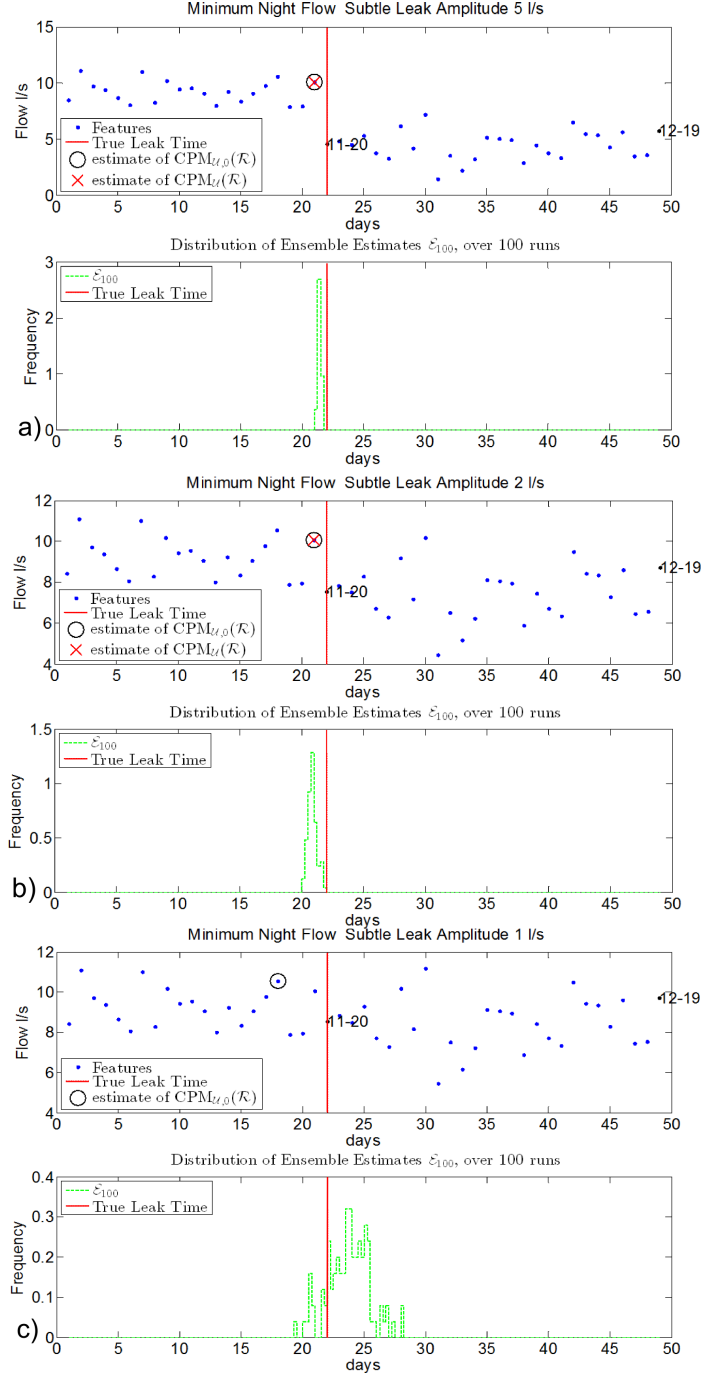 Minimum Night Flow Subtle Leak Amplitude 5 l/s
15
10
5
0
Flow l/s
Features
True Leak Time
estimate of CPM𝒰,0(ℛ)
estimate of CPM𝒰(ℛ)
11-20
12-19
0 5 10 15 20 25 30 35 40 45 50
days
Distribution of Ensemble Estimates ℰ100, over 100 runs
3
2
1
0
Frequency
ℰ100
True Leak Time
0 5 10 15 20 25 30 35 40 45 50
days
a)
Minimum Night Flow Subtle Leak Amplitude 2 l/s
12
10
8
6
4
Flow l/s
Features
True Leak Time
estimate of CPM𝒰,0(ℛ)
estimate of CPM𝒰(ℛ)
11-20
12-19
0 5 10 15 20 25 30 35 40 45 50
days
Distribution of Ensemble Estimates ℰ100, over 100 runs
1.5
1
0.5
0
Frequency
ℰ100
True Leak Time
0 5 10 15 20 25 30 35 40 45 50
days
b)
Minimum Night Flow Subtle Leak Amplitude 1 l/s
12
10
8
6
4
Flow l/s
Features
True Leak Time
estimate of CPM𝒰,0(ℛ)
11-20
12-19
0 5 10 15 20 25 30 35 40 45 50
days
Distribution of Ensemble Estimates ℰ100, over 100 runs
0.4
0.3
0.2
0.1
0
Frequency
ℰ100
True Leak Time
0 5 10 15 20 25 30 35 40 45 50
days
c)